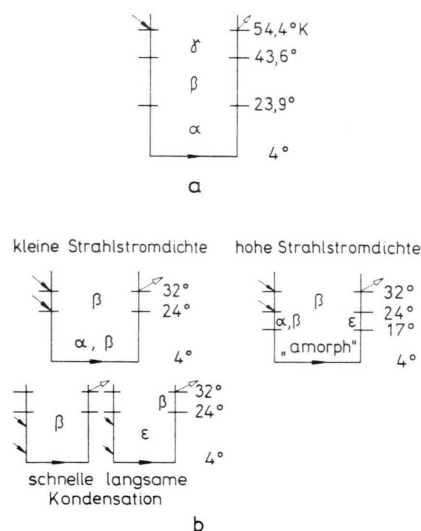 54,4°K
γ
43,6°
β
23,9°
α
4°
a
kleine Strahlstromdichte
hohe Strahlstromdichte
β
32°
24°
α, β
4°
β
32°
α,β
ε
24°
17°
„amorph"
4°
β
β
32°
24°
ε
4°
schnelle langsame
Kondensation
b